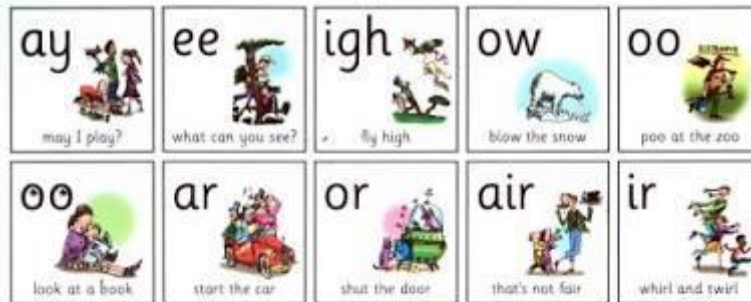 ay ee igh ow oo
may I play? what can you see? fly high blow the snow poo at the zoo
oo ar or air ir
look at a book start the car shut the door that's not fair whirl and twirl